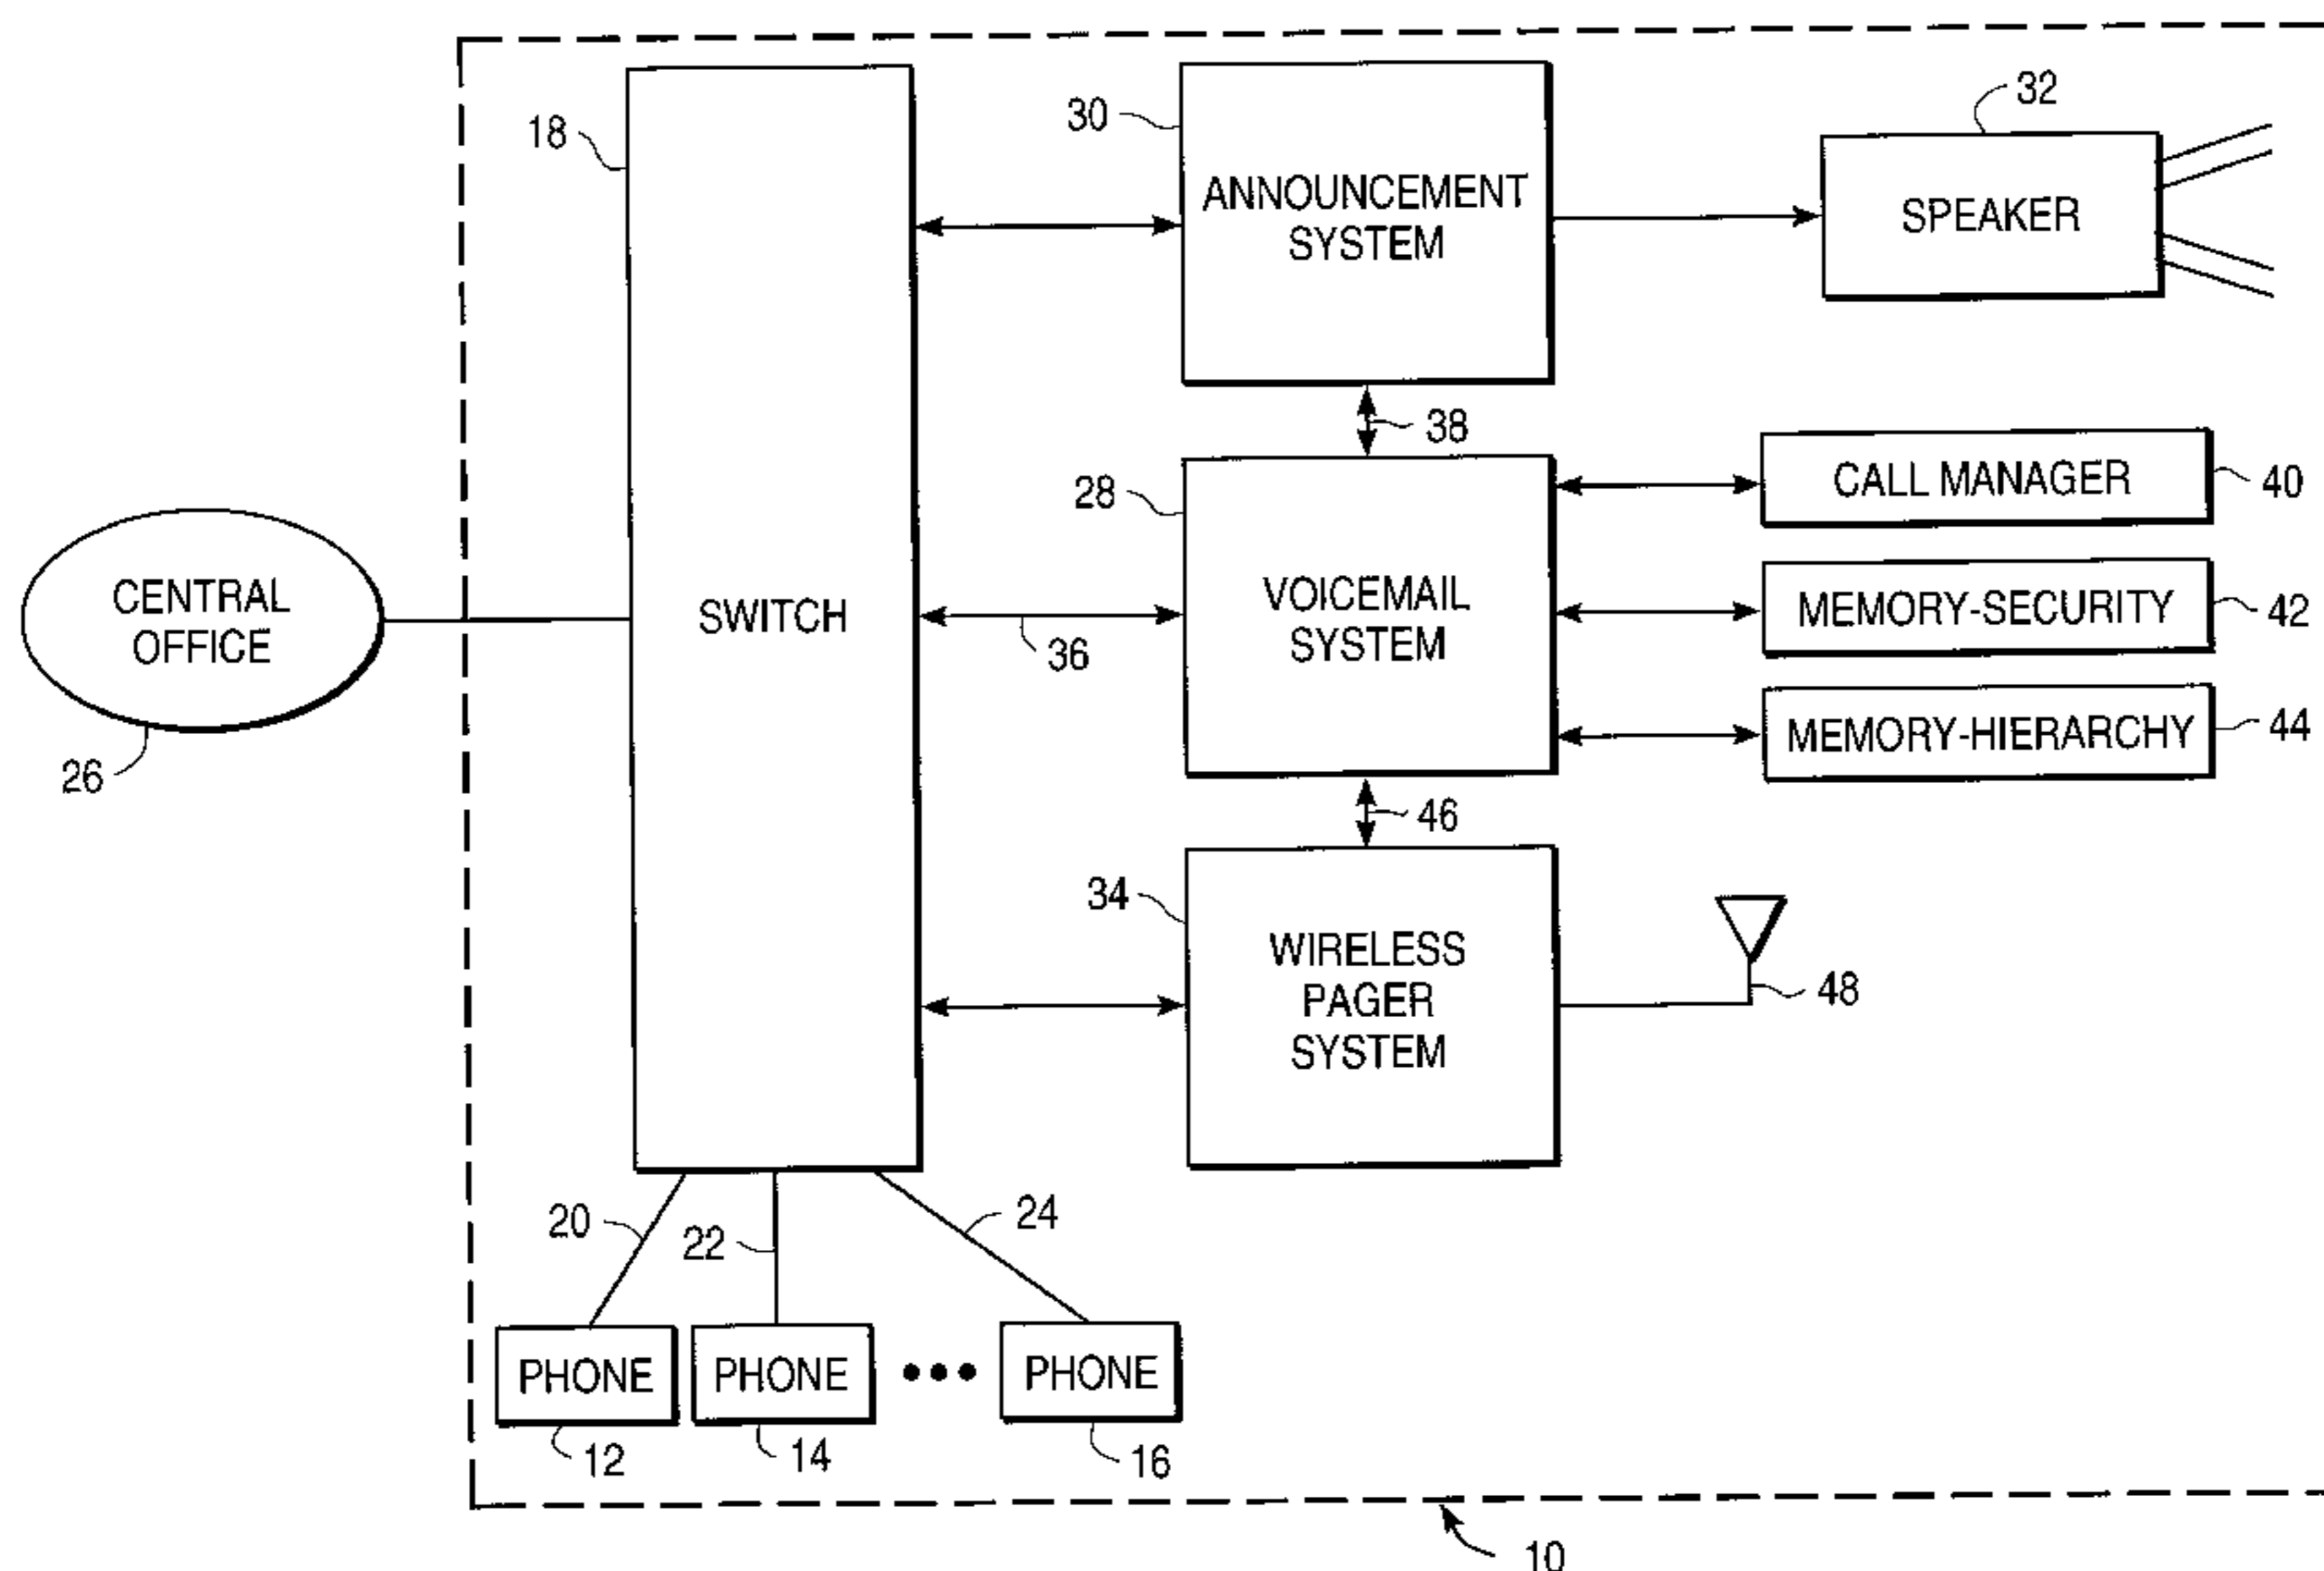 32
30
18
ANNOUNCEMENT
SYSTEM
SPEAKER
38
28
CALL MANAGER
40
CENTRAL
OFFICE
26
SWITCH
36
VOICEMAIL
SYSTEM
MEMORY-SECURITY
42
MEMORY-HIERARCHY
44
46
34
WIRELESS
PAGER
SYSTEM
48
20
22
24
PHONE
PHONE
PHONE
12
14
16
10